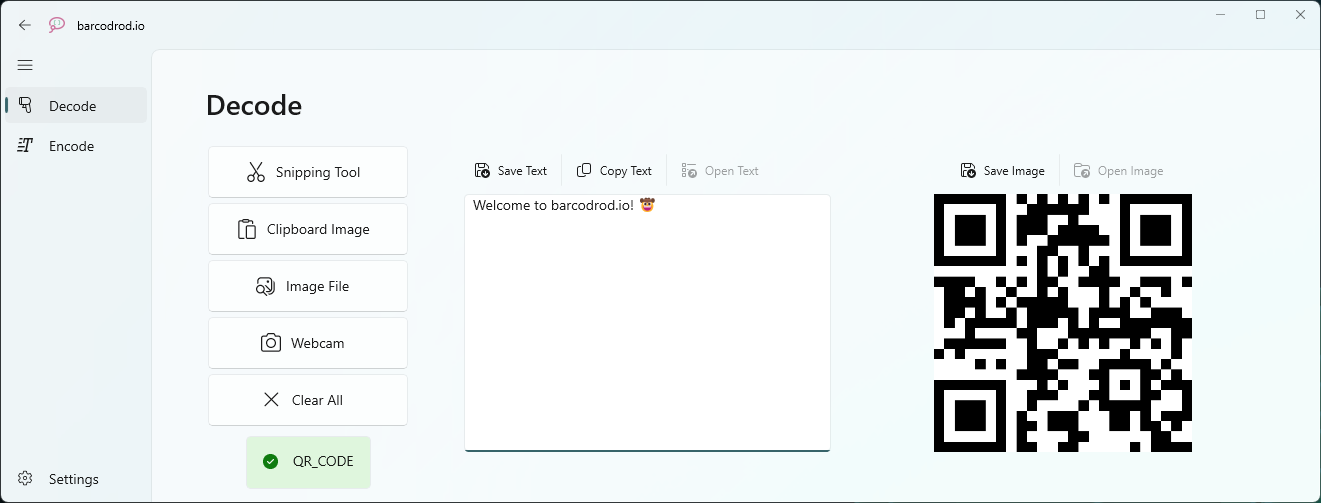 barcodrod.io
Decode
Encode
Settings
Decode
Snipping Tool
Clipboard Image
Image File
Webcam
Clear All
QR_CODE
Save Text Copy Text Open Text
Welcome to barcodrod.io! 🤠
Save Image Open Image